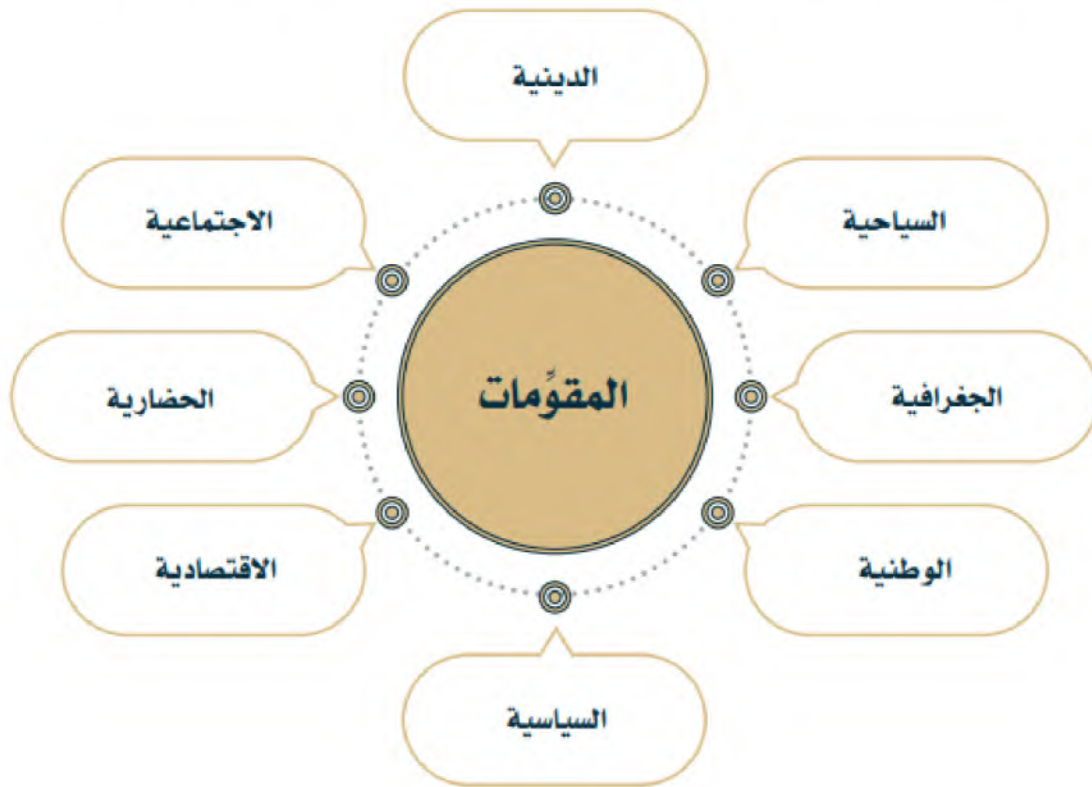 الدينية
السياحية
الاجتماعية
الجغرافية
المقوِّمات
الحضارية
الوطنية
الاقتصادية
السياسية